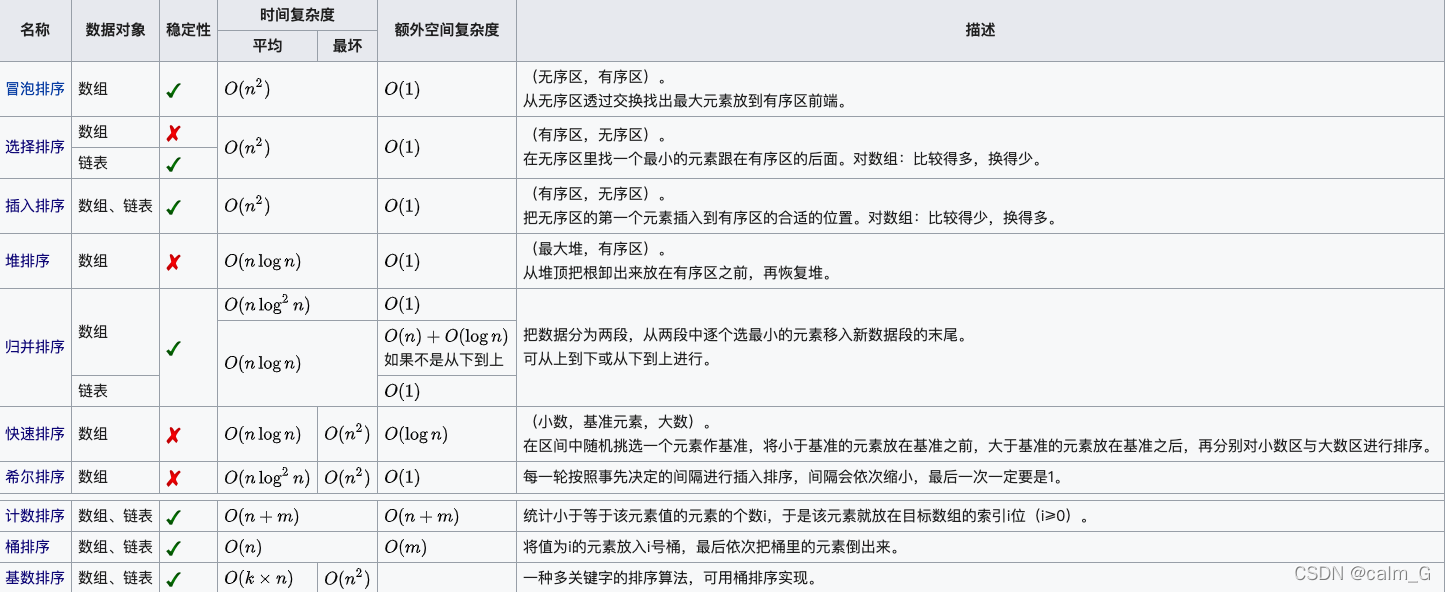 名称 数据对象 稳定性 时间复杂度 额外空间复杂度 描述
平均 最坏
冒泡排序 数组 ✓ O(n²) O(1) （无序区，有序区）。
从无序区透过交换找出最大元素放到有序区前端。
选择排序 数组 ✗ O(n²) O(1) （有序区，无序区）。
链表 ✓ 在无序区里找一个最小的元素跟在有序区的后面。对数组：比较得多，换得少。
插入排序 数组、链表 ✓ O(n²) O(1) （有序区，无序区）。
把无序区的第一个元素插入到有序区的合适的位置。对数组：比较得少，换得多。
堆排序 数组 ✗ O(n log n) O(1) （最大堆，有序区）。
从堆顶把根卸出来放在有序区之前，再恢复堆。
归并排序 数组 ✓ O(n log² n) O(1) 把数据分为两段，从两段中逐个选最小的元素移入新数据段的末尾。
可从上到下或从下到上进行。
O(n log n) O(n) + O(log n)
如果不是从下到上
链表 O(1)
快速排序 数组 ✗ O(n log n) O(n²) O(log n) （小数，基准元素，大数）。
在区间中随机挑选一个元素作基准，将小于基准的元素放在基准之前，大于基准的元素放在基准之后，再分别对小数区与大数区进行排序。
希尔排序 数组 ✗ O(n log² n) O(n²) O(1) 每一轮按照事先决定的间隔进行插入排序，间隔会依次缩小，最后一次一定要是1。
计数排序 数组、链表 ✓ O(n + m) O(n + m) 统计小于等于该元素值的元素的个数i，于是该元素就放在目标数组的索引i位（i≥0）。
桶排序 数组、链表 ✓ O(n) O(m) 将值为i的元素放入i号桶，最后依次把桶里的元素倒出来。
基数排序 数组、链表 ✓ O(k × n) O(n²) 一种多关键字的排序算法，可用桶排序实现。
CSDN @calm_G